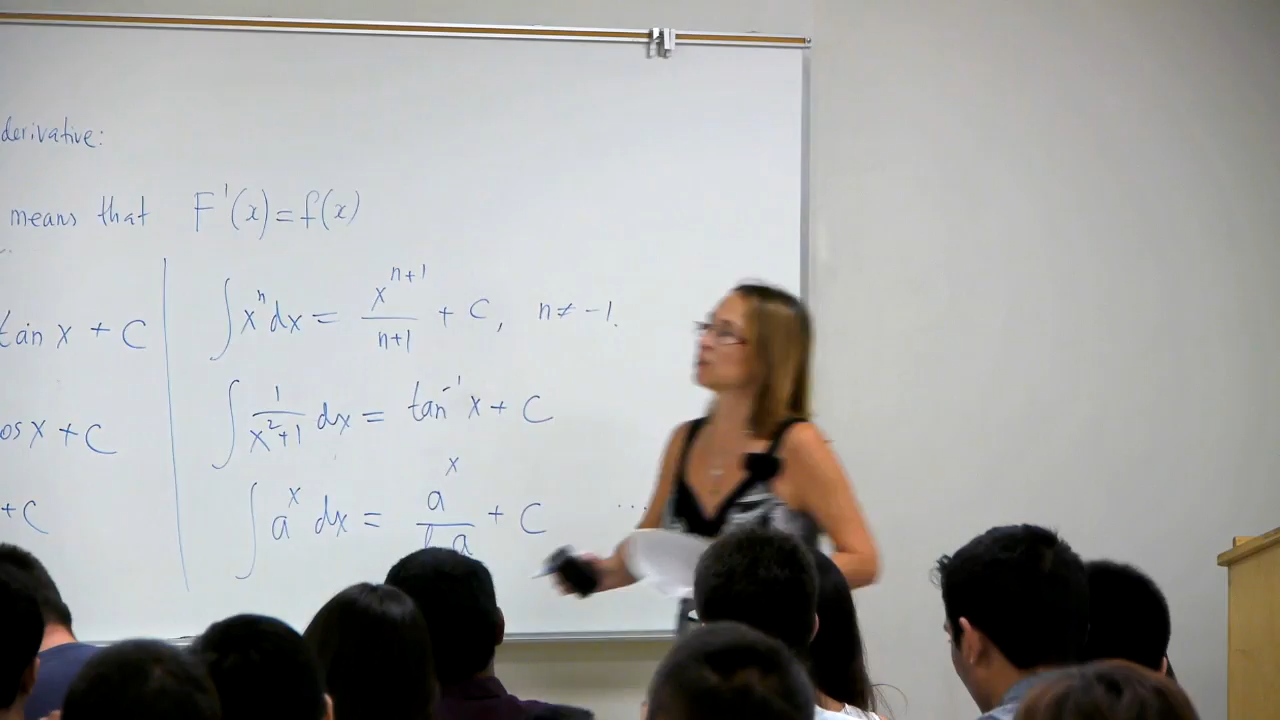 derivative:
means that F'(x) = f(x)
tan x + C
∫ xⁿ dx = xⁿ⁺¹/(n+1) + C, n ≠ -1.
os x + C
∫ 1/(x²+1) dx = tan⁻¹ x + C
+ C
∫ aˣ dx = aˣ/ln a + C ...